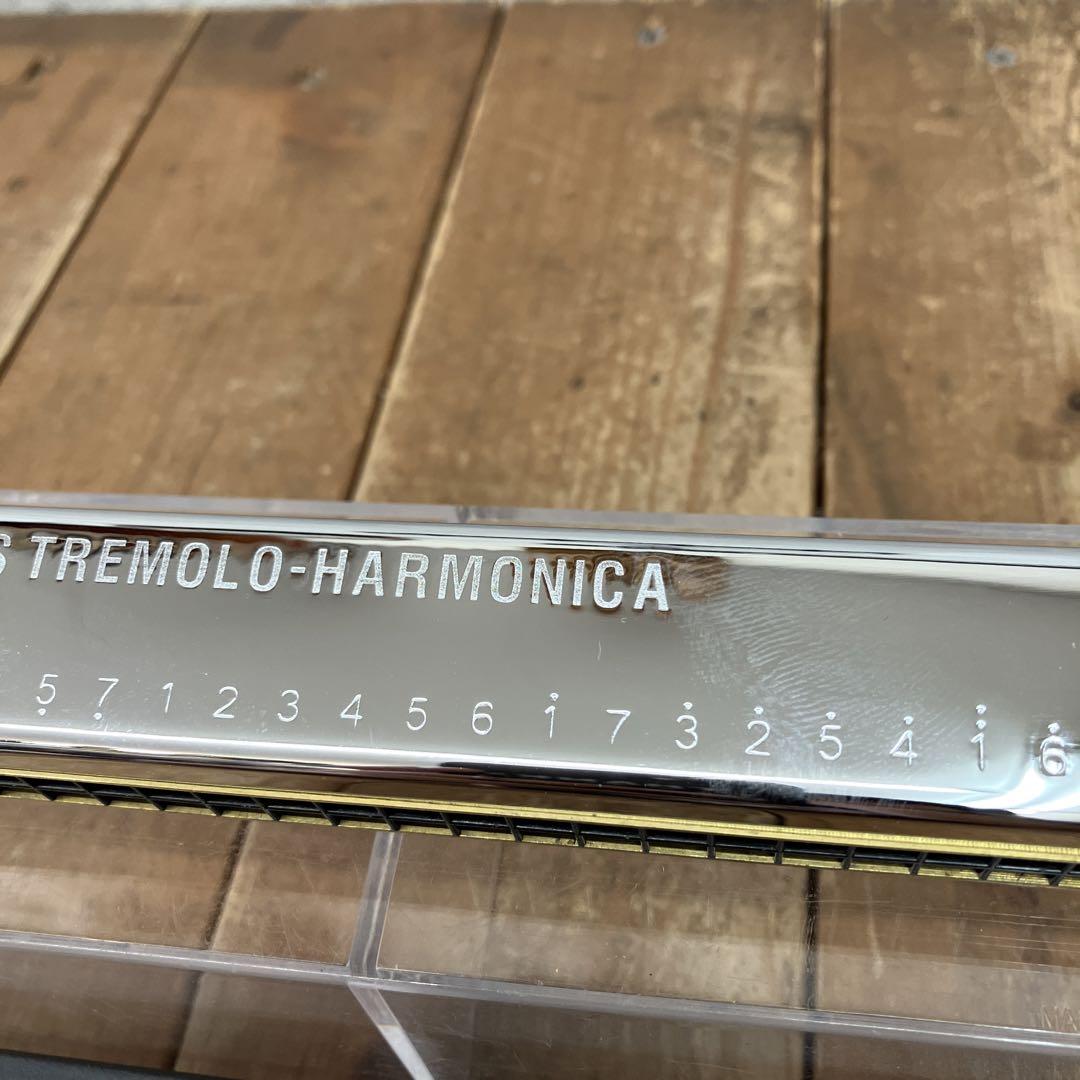 S TREMOLO-HARMONICA
5̣ 7̣ 1 2 3 4 5 6 1̇ 7 3̇ 2̇ 5̇ 4̇ 1̈ 6̇